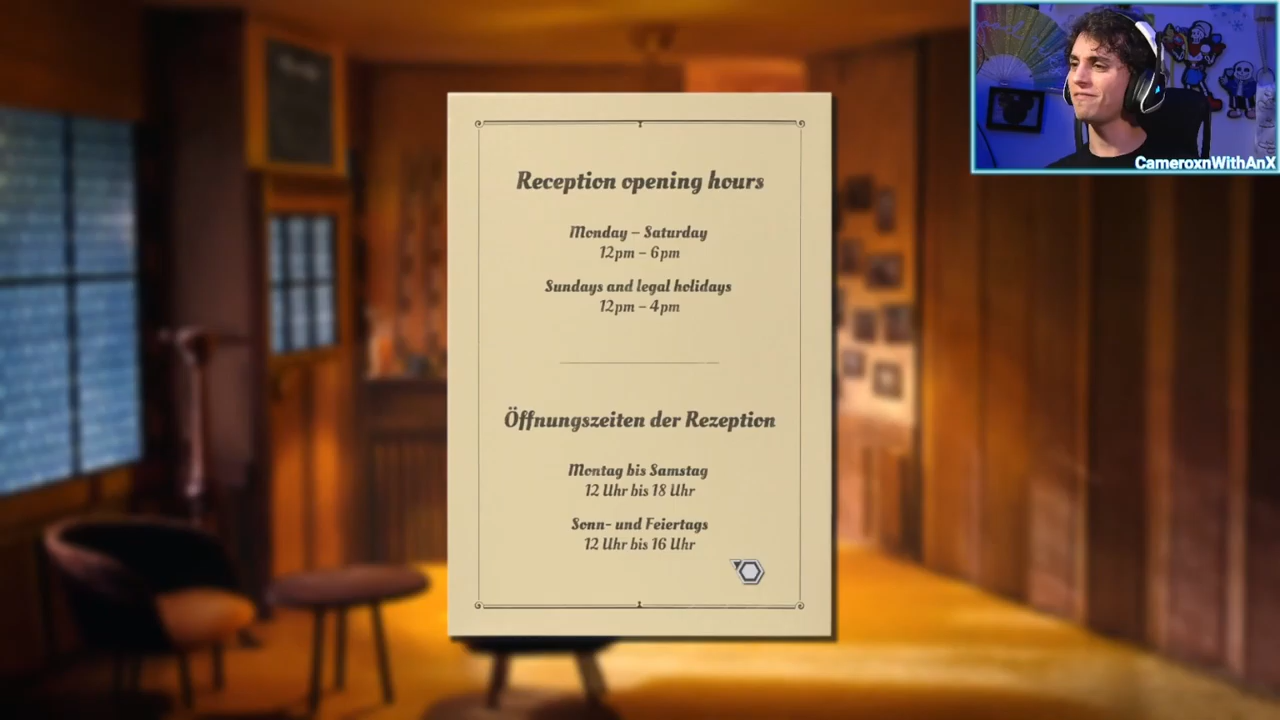 CameroxnWithAnX
Reception opening hours
Monday – Saturday
12pm – 6pm
Sundays and legal holidays
12pm – 4pm
Öffnungszeiten der Rezeption
Montag bis Samstag
12 Uhr bis 18 Uhr
Sonn- und Feiertags
12 Uhr bis 16 Uhr